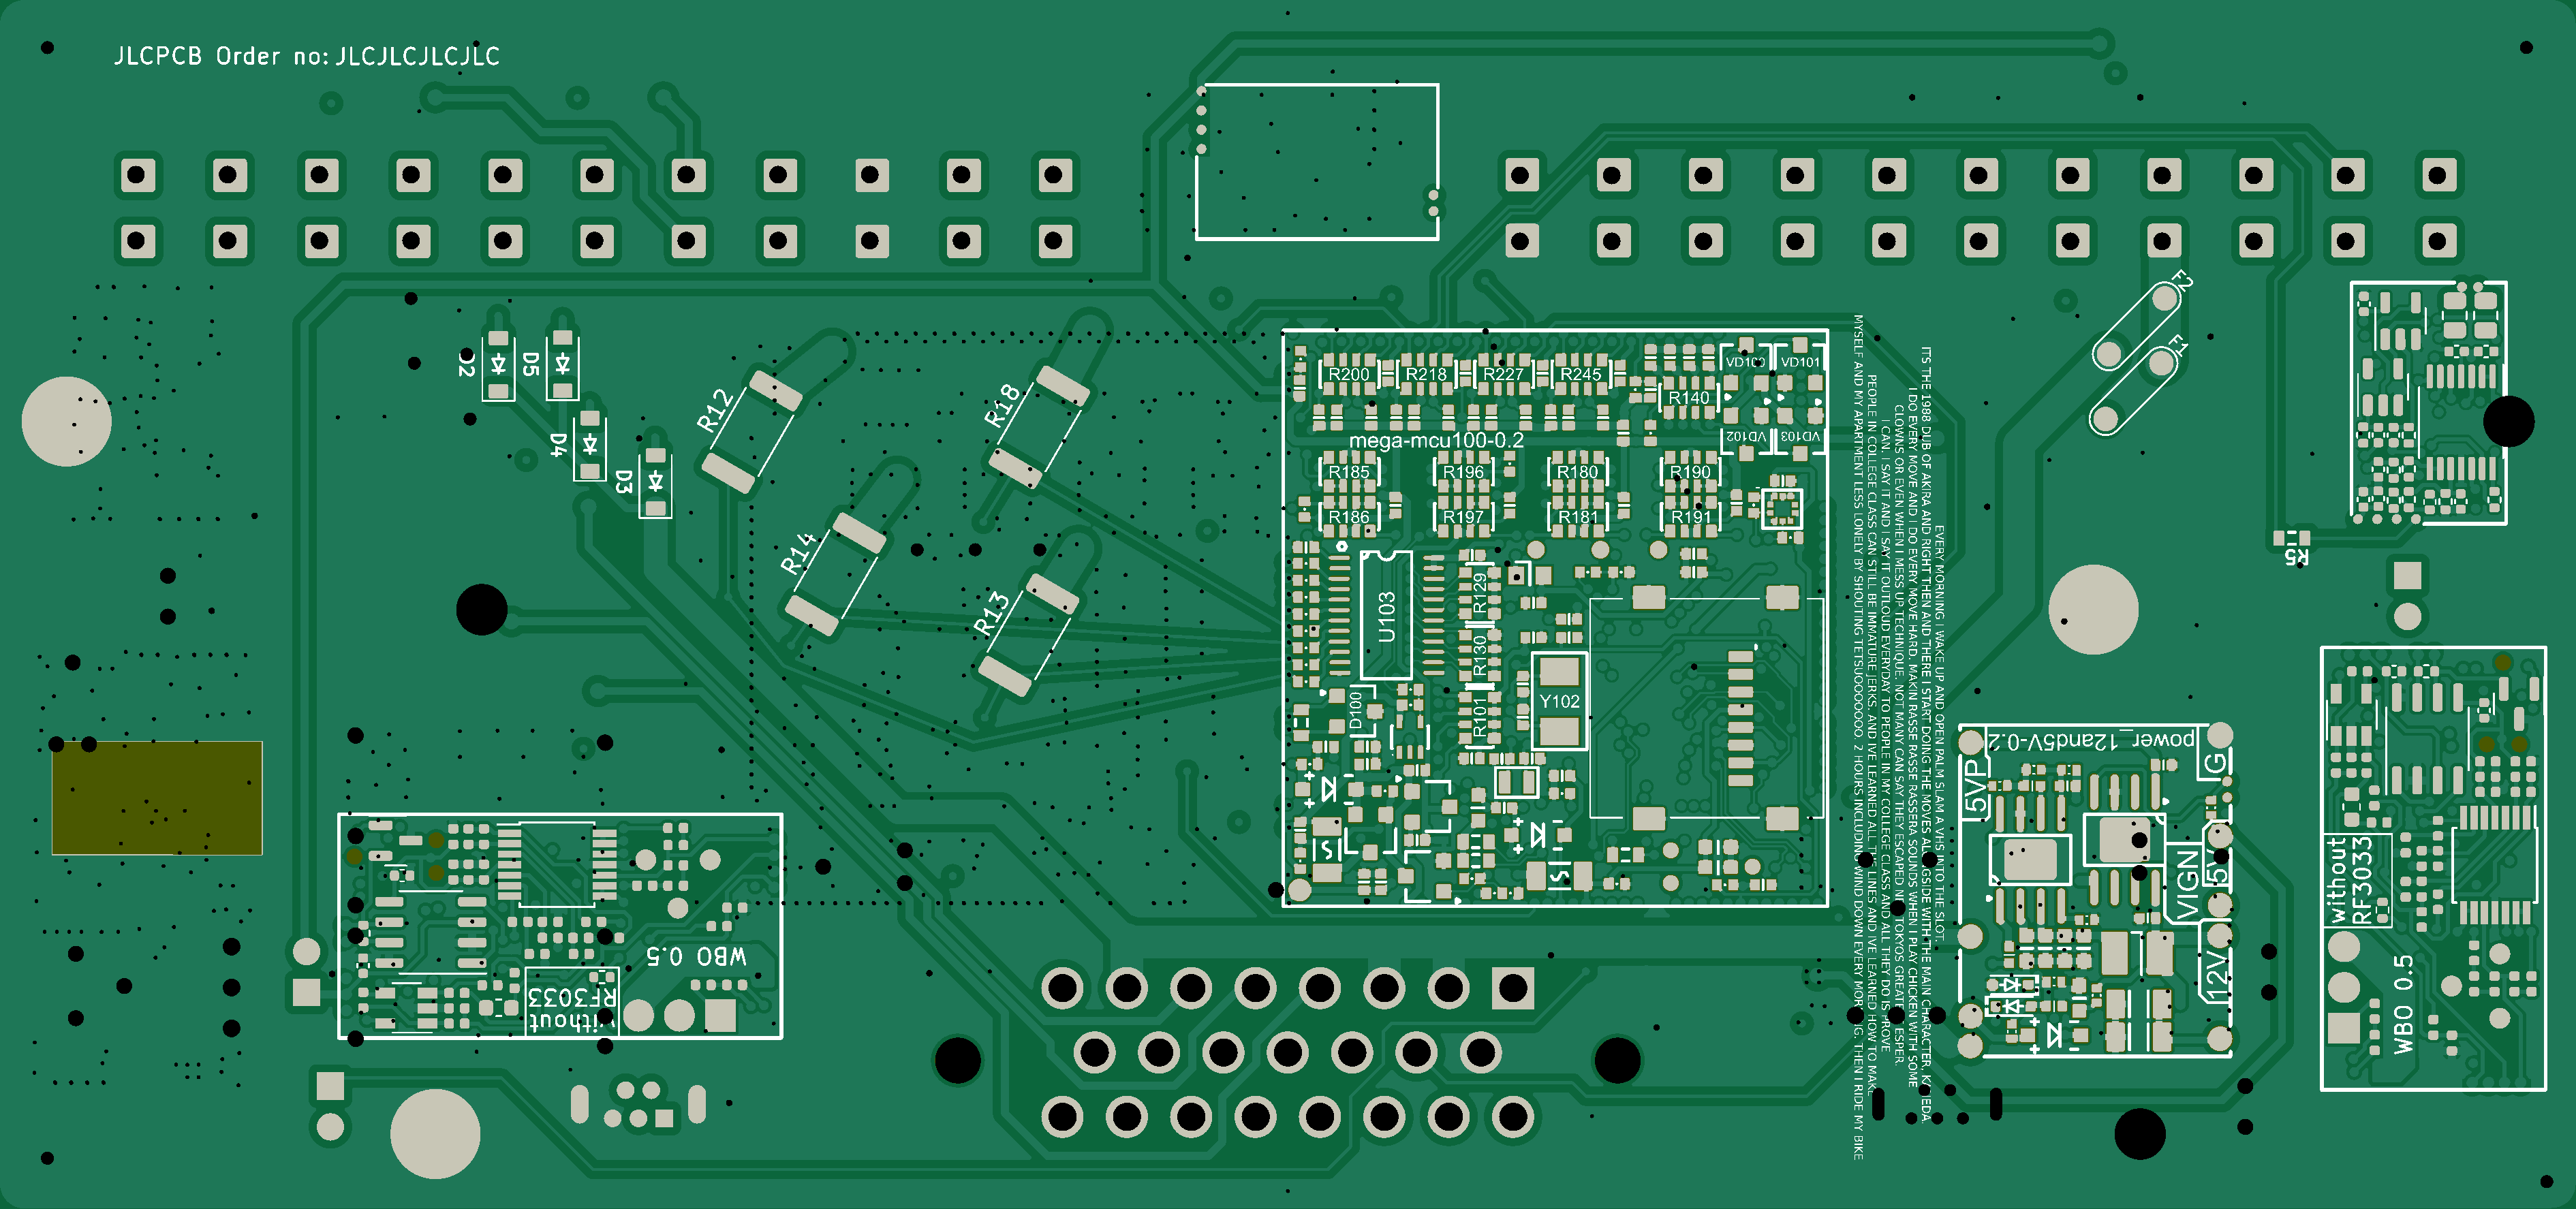 JLCPCB Order no: JLCJLCJLCJLC
F2
F1
D2
D5
D4
D3
R12
R18
R14
R13
R200
R218
R227
R245
VD100
VD101
R140
mega-mcu100-0.2
VD102
VD103
R185
R196
R180
R190
R186
R197
R181
R191
R5
U103
R129
R130
R101
D100
Y102
S
S
MYSELF AND MY APARTMENT LESS LONELY BY SHOUTING TETSUOOOOOOOO. 2 HOURS INCLUDING WIND DOWN EVERY MOR
NG. THEN I RIDE MY BIKE
PEOPLE IN COLLEGE CLASS CAN STILL BE IMMATURE JERKS, AND IVE LEARNED ALL THE LINES AND IVE LEARNED HOW TO MAKE
I CAN. I SAY IT AND I SAY IT OUTLOUD EVERYDAY TO PEOPLE IN MY COLLEGE CLASS AND ALL THEY DO IS PROVE
CLOWNS OR EVEN WHEN I MESS UP TECHNIQUE. NOT MANY CAN SAY THEY ESCAPED
TOKYOS GREATE
ESPER.
I DO EVERY MOVE AND I DO EVERY MOVE HARD. MAKIN RASSE RASSE RASSERA SOUNDS WHEN I PLAY CHICKEN WITH SOME
ITS THE 1988 DUB OF AKIRA AND RIGHT THEN AND THERE I START DOING THE MOVES ALONGSIDE WITH THE MAIN CHARACTER, K
EDA.
EVERY MORNING I WAKE UP AND OPEN PALM SLAM A VHS INTO THE SLOT.
power_12and5V-0.2
5VP
G
5V
VIGN
12V
WBO 0.5
RF3033
without
without
RF3033
WBO 0.5